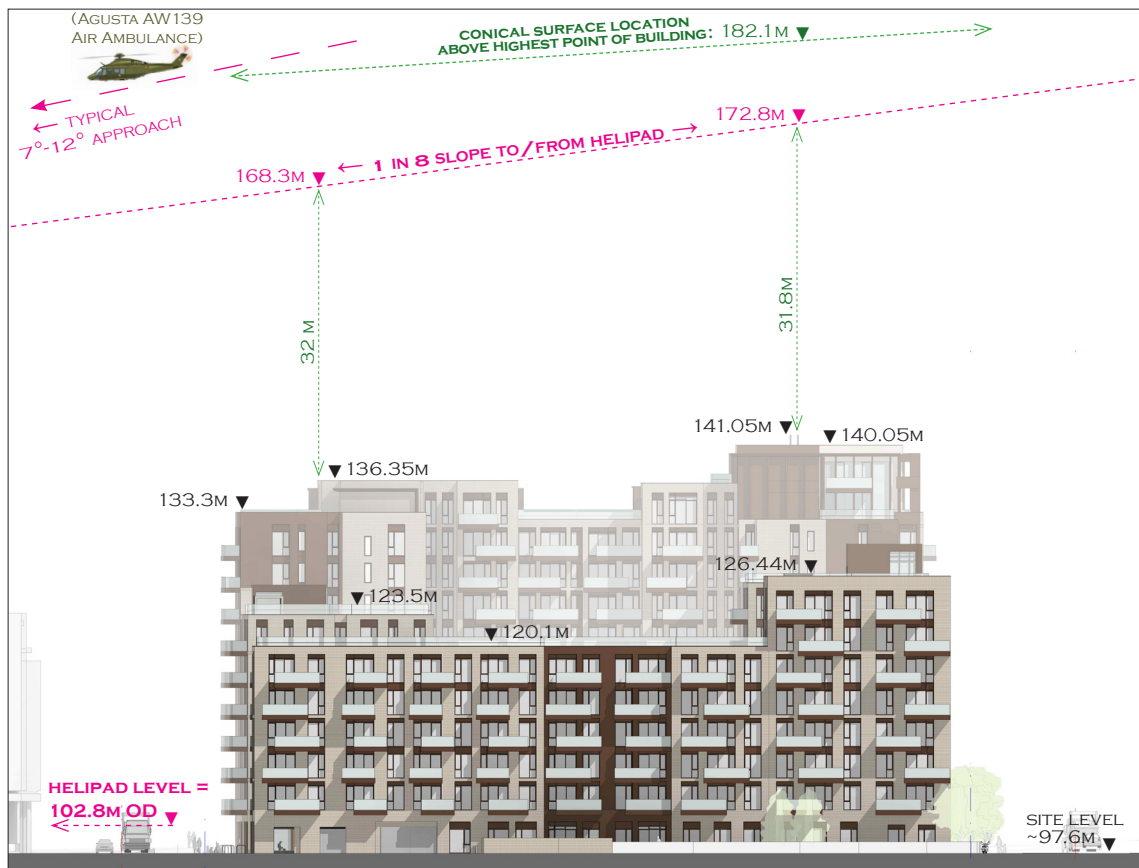 (Agusta AW139
Air Ambulance)
CONICAL SURFACE LOCATION
ABOVE HIGHEST POINT OF BUILDING: 182.1M
TYPICAL
7°-12° APPROACH
172.8M
1 IN 8 SLOPE TO/FROM HELIPAD
168.3M
32 M
31.8M
141.05M
140.05M
136.35M
133.3M
126.44M
123.5M
120.1M
HELIPAD LEVEL =
102.8M OD
SITE LEVEL
~97.6M